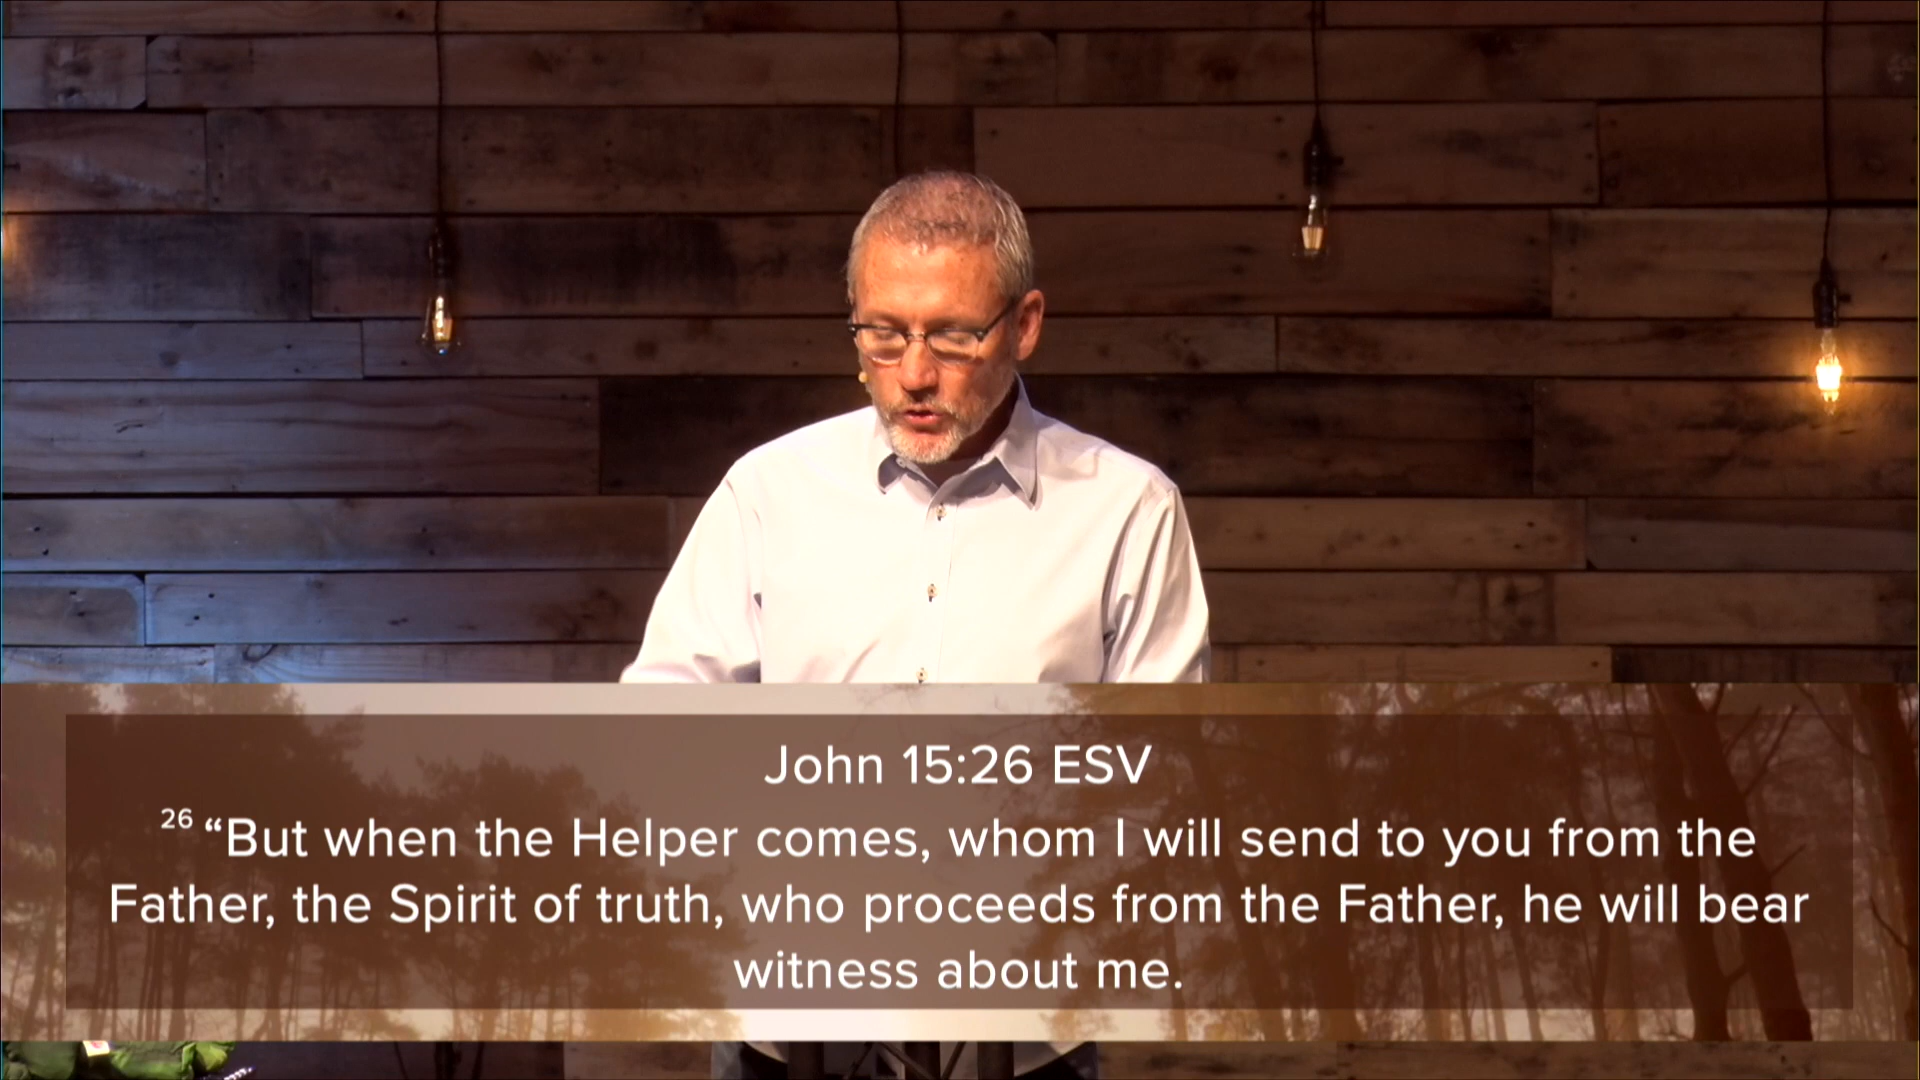 John 15:26 ESV
26 “But when the Helper comes, whom I will send to you from the
Father, the Spirit of truth, who proceeds from the Father, he will bear
witness about me.